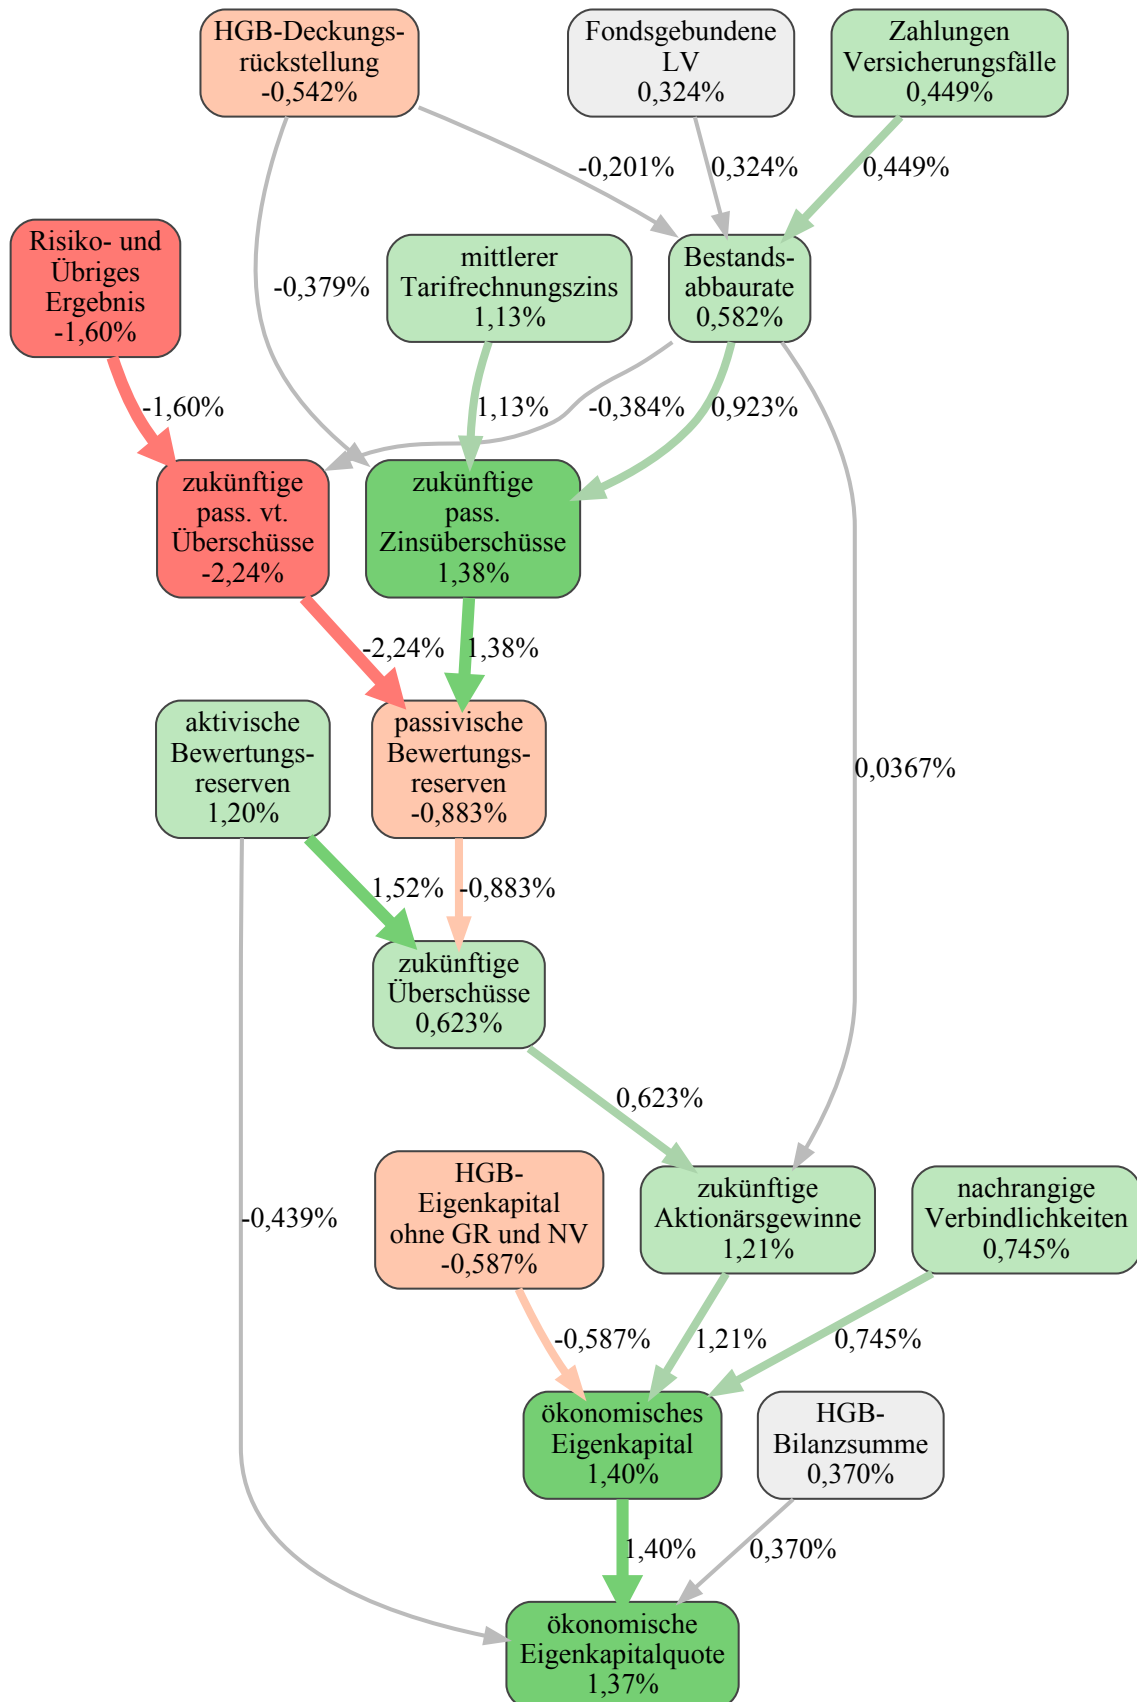 HGB-Deckungs-
rückstellung
-0,542%
Fondsgebundene
LV
0,324%
Zahlungen
Versicherungsfälle
0,449%
-0,201%
0,324%
0,449%
Risiko- und
Übriges
Ergebnis
-1,60%
-0,379%
mittlerer
Tarifrechnungszins
1,13%
Bestands-
abbaurate
0,582%
-1,60%
1,13%
-0,384%
0,923%
zukünftige
pass. vt.
Überschüsse
-2,24%
zukünftige
pass.
Zinsüberschüsse
1,38%
-2,24%
1,38%
aktivische
Bewertungs-
reserven
1,20%
passivische
Bewertungs-
reserven
-0,883%
0,0367%
1,52%
-0,883%
zukünftige
Überschüsse
0,623%
0,623%
-0,439%
HGB-
Eigenkapital
ohne GR und NV
-0,587%
zukünftige
Aktionärsgewinne
1,21%
nachrangige
Verbindlichkeiten
0,745%
-0,587%
1,21%
0,745%
ökonomisches
Eigenkapital
1,40%
HGB-
Bilanzsumme
0,370%
1,40%
0,370%
ökonomische
Eigenkapitalquote
1,37%